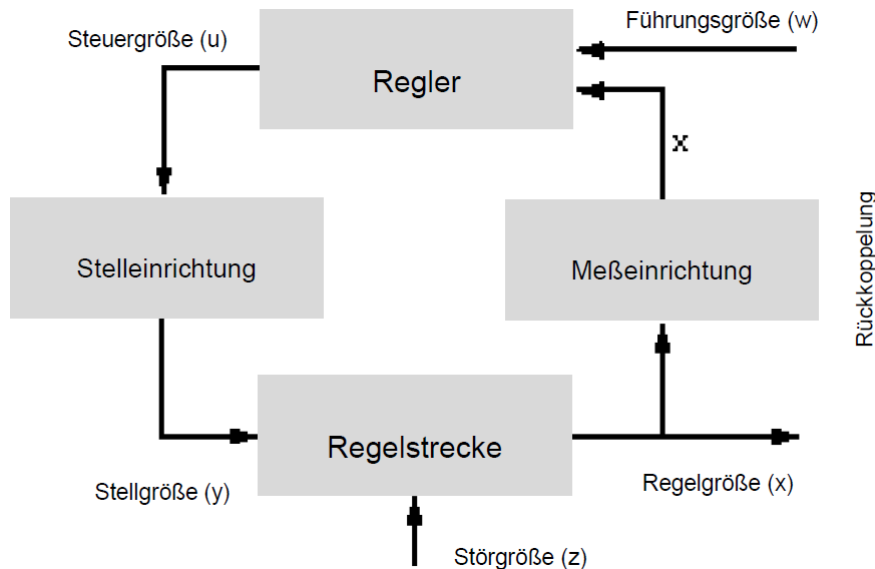 Führungsgröße (w)
Steuergröße (u)
Regler
x
Rückkoppelung
Stelleinrichtung
Meßeinrichtung
Regelstrecke
Stellgröße (y)
Regelgröße (x)
Störgröße (z)